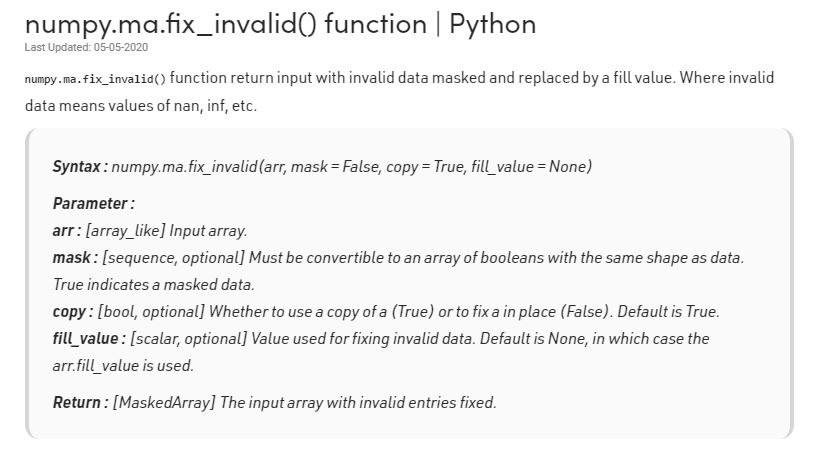 numpy.ma.fix_invalid() function | Python
Last Updated: 05-05-2020
numpy.ma.fix_invalid() function return input with invalid data masked and replaced by a fill value. Where invalid
data means values of nan, inf, etc.
Syntax : numpy.ma.fix_invalid(arr, mask = False, copy = True, fill_value = None)
Parameter :
arr : [array_like] Input array.
mask : [sequence, optional] Must be convertible to an array of booleans with the same shape as data.
True indicates a masked data.
copy : [bool, optional] Whether to use a copy of a (True) or to fix a in place (False). Default is True.
fill_value : [scalar, optional] Value used for fixing invalid data. Default is None, in which case the
arr.fill_value is used.
Return : [MaskedArray] The input array with invalid entries fixed.